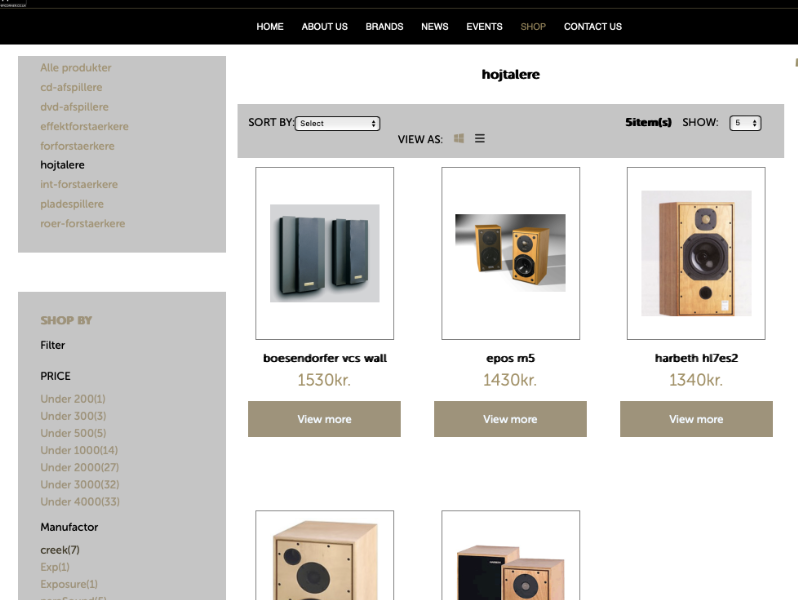 HOME ABOUT US BRANDS NEWS EVENTS SHOP CONTACT US
Alle produkter
cd-afspillere
dvd-afspillere
effektforstaerkere
forforstaerkere
hojtalere
int-forstaerkere
pladespillere
roer-forstaerkere
SHOP BY
Filter
PRICE
Under 200(1)
Under 300(3)
Under 500(5)
Under 1000(14)
Under 2000(27)
Under 3000(32)
Under 4000(33)
Manufactor
creek(7)
Exp(1)
Exposure(1)
hojtalere
SORT BY: Select
VIEW AS:
5item(s) SHOW: 5
boesendorfer vcs wall
1530kr.
View more
epos m5
1430kr.
View more
harbeth hl7es2
1340kr.
View more